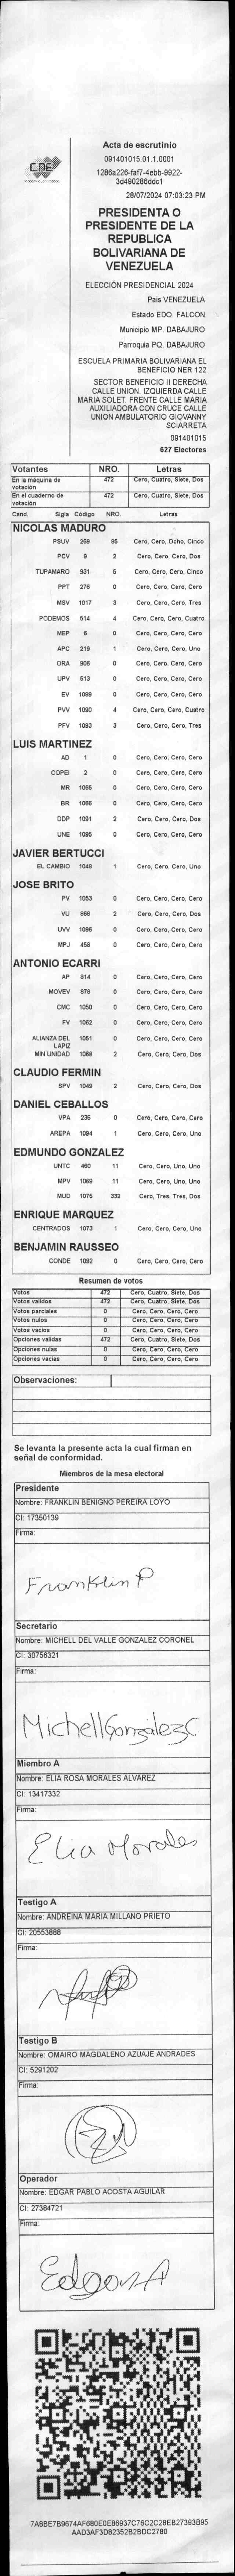 CNE
Acta de escrutinio
091401015.01.1.0001
1286a226-faf7-4ebb-9922-
3d490286ddc1
28/07/2024 07:03:23 PM
PRESIDENTA O
PRESIDENTE DE LA
REPUBLICA
BOLIVARIANA DE
VENEZUELA
ELECCIÓN PRESIDENCIAL 2024
Pais VENEZUELA
Estado EDO. FALCON
Municipio MP. DABAJURO
Parroquia PQ. DABAJURO
ESCUELA PRIMARIA BOLIVARIANA EL
BENEFICIO NER 122
SECTOR BENEFICIO II DERECHA
CALLE UNION. IZQUIERDA CALLE
MARIA SOLET. FRENTE CALLE MARIA
AUXILIADORA CON CRUCE CALLE
UNION AMBULATORIO GIOVANNY
SCIARRETA
091401015
627 Electores
Votantes NRO. Letras
En la máquina de votación 472 Cero, Cuatro, Siete, Dos
En el cuaderno de votación 472 Cero, Cuatro, Siete, Dos
Cand. Sigla Código NRO. Letras
NICOLAS MADURO
PSUV 269 85 Cero, Cero, Ocho, Cinco
PCV 9 2 Cero, Cero, Cero, Dos
TUPAMARO 931 5 Cero, Cero, Cero, Cinco
PPT 276 0 Cero, Cero, Cero, Cero
MSV 1017 3 Cero, Cero, Cero, Tres
PODEMOS 514 4 Cero, Cero, Cero, Cuatro
MEP 6 0 Cero, Cero, Cero, Cero
APC 219 1 Cero, Cero, Cero, Uno
ORA 906 0 Cero, Cero, Cero, Cero
UPV 513 0 Cero, Cero, Cero, Cero
EV 1089 0 Cero, Cero, Cero, Cero
PVV 1090 4 Cero, Cero, Cero, Cuatro
PFV 1093 3 Cero, Cero, Cero, Tres
LUIS MARTINEZ
AD 1 0 Cero, Cero, Cero, Cero
COPEI 2 0 Cero, Cero, Cero, Cero
MR 1065 0 Cero, Cero, Cero, Cero
BR 1066 0 Cero, Cero, Cero, Cero
DDP 1091 2 Cero, Cero, Cero, Dos
UNE 1095 0 Cero, Cero, Cero, Cero
JAVIER BERTUCCI
EL CAMBIO 1048 1 Cero, Cero, Cero, Uno
JOSE BRITO
PV 1053 0 Cero, Cero, Cero, Cero
VU 868 2 Cero, Cero, Cero, Dos
UVV 1096 0 Cero, Cero, Cero, Cero
MPJ 458 0 Cero, Cero, Cero, Cero
ANTONIO ECARRI
AP 814 0 Cero, Cero, Cero, Cero
MOVEV 878 0 Cero, Cero, Cero, Cero
CMC 1050 0 Cero, Cero, Cero, Cero
FV 1062 0 Cero, Cero, Cero, Cero
ALIANZA DEL LAPIZ 1061 0 Cero, Cero, Cero, Cero
MIN UNIDAD 1068 2 Cero, Cero, Cero, Dos
CLAUDIO FERMIN
SPV 1049 2 Cero, Cero, Cero, Dos
DANIEL CEBALLOS
VPA 236 0 Cero, Cero, Cero, Cero
AREPA 1094 1 Cero, Cero, Cero, Uno
EDMUNDO GONZALEZ
UNTC 460 11 Cero, Cero, Uno, Uno
MPV 1069 11 Cero, Cero, Uno, Uno
MUD 1075 332 Cero, Tres, Tres, Dos
ENRIQUE MARQUEZ
CENTRADOS 1073 1 Cero, Cero, Cero, Uno
BENJAMIN RAUSSEO
CONDE 1092 0 Cero, Cero, Cero, Cero
Resumen de votos
Votos 472 Cero, Cuatro, Siete, Dos
Votos validos 472 Cero, Cuatro, Siete, Dos
Votos parciales 0 Cero, Cero, Cero, Cero
Votos nulos 0 Cero, Cero, Cero, Cero
Votos vacios 0 Cero, Cero, Cero, Cero
Opciones validas 472 Cero, Cuatro, Siete, Dos
Opciones nulas 0 Cero, Cero, Cero, Cero
Opciones vacias 0 Cero, Cero, Cero, Cero
Observaciones:
Se levanta la presente acta la cual firman en
señal de conformidad.
Miembros de la mesa electoral
Presidente
Nombre: FRANKLIN BENIGNO PEREIRA LOYO
CI: 17350139
Firma:
Franklin P
Secretario
Nombre: MICHELL DEL VALLE GONZALEZ CORONEL
CI: 30756321
Firma:
MichellGonzálezC
Miembro A
Nombre: ELIA ROSA MORALES ALVAREZ
CI: 13417332
Firma:
Elia Morales
Testigo A
Nombre: ANDREINA MARIA MILLANO PRIETO
CI: 20553888
Firma:
Testigo B
Nombre: OMAIRO MAGDALENO AZUAJE ANDRADES
CI: 5291202
Firma:
Operador
Nombre: EDGAR PABLO ACOSTA AGUILAR
CI: 27384721
Firma:
EdgarA
7A8BE7B9674AF660E0E86937C76C2C28EB27393B95
AAD3AF3D82352B2BDC2780